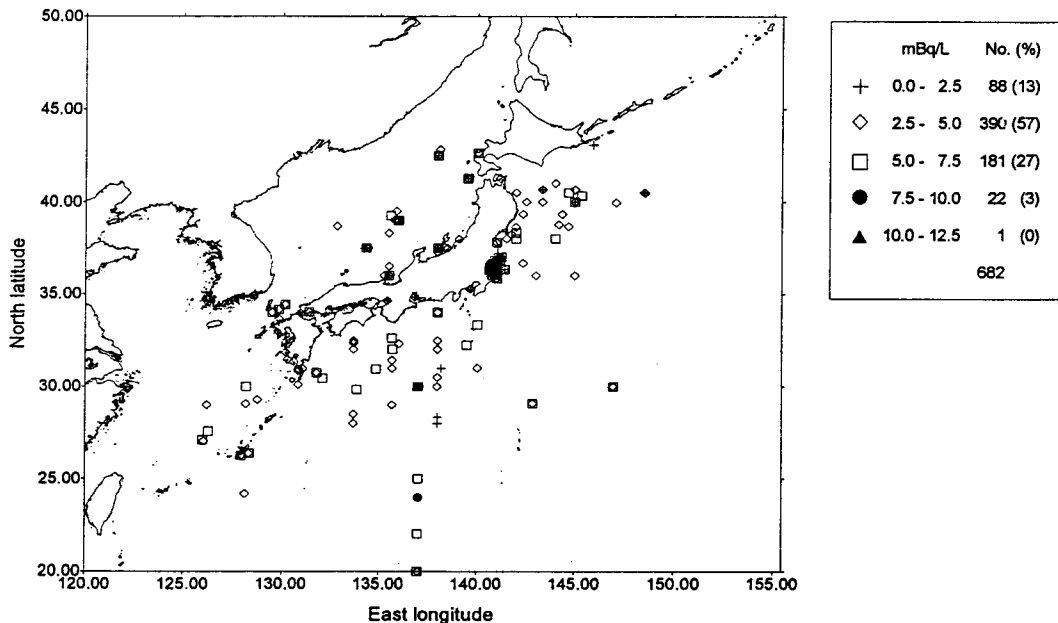 50.00
45.00
40.00
35.00
30.00
25.00
20.00
North latitude
120.00 125.00 130.00 135.00 140.00 145.00 150.00 155.00
East longitude
mBq/L No. (%)
0.0 - 2.5 88 (13)
2.5 - 5.0 390 (57)
5.0 - 7.5 181 (27)
7.5 - 10.0 22 (3)
10.0 - 12.5 1 (0)
682